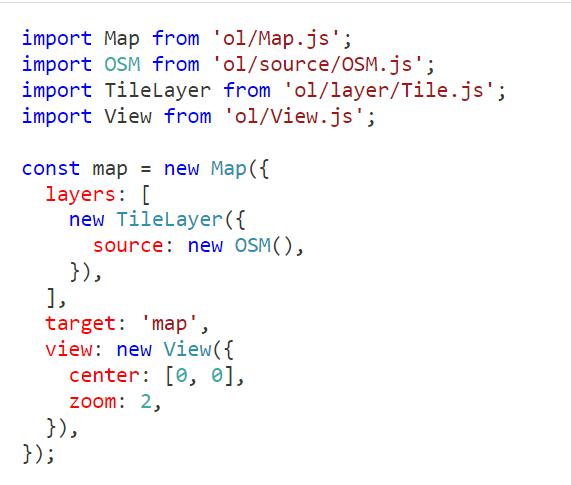 import Map from 'ol/Map.js';
import OSM from 'ol/source/OSM.js';
import TileLayer from 'ol/layer/Tile.js';
import View from 'ol/View.js';

const map = new Map({
  layers: [
    new TileLayer({
      source: new OSM(),
    }),
  ],
  target: 'map',
  view: new View({
    center: [0, 0],
    zoom: 2,
  }),
});